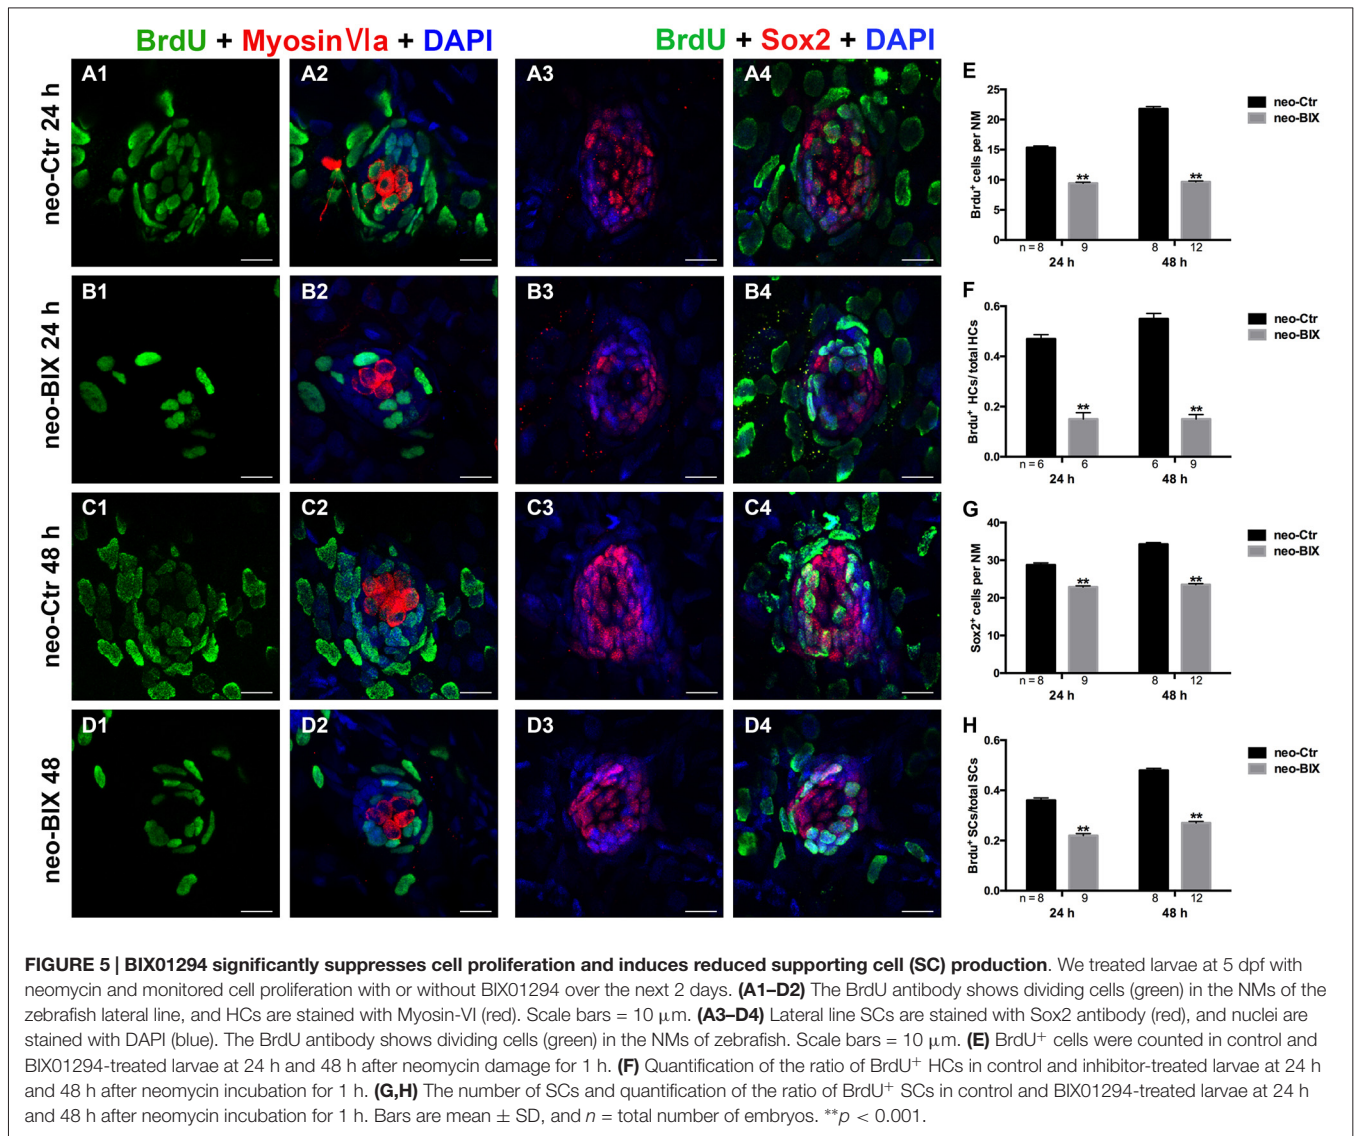 BrdU + MyosinVIa + DAPI
BrdU + Sox2 + DAPI
neo-Ctr 24 h
A1
A2
A3
A4
neo-BIX 24 h
B1
B2
B3
B4
neo-Ctr 48 h
C1
C2
C3
C4
neo-BIX 48
D1
D2
D3
D4
E
Brdu⁺ cells per NM
25
20
15
10
5
0
neo-Ctr
neo-BIX
**
**
n = 8 9 8 12
24 h 48 h
F
Brdu⁺ HCs/ total HCs
0.6
0.4
0.2
0.0
neo-Ctr
neo-BIX
**
**
n = 6 6 6 9
24 h 48 h
G
Sox2⁺ cells per NM
40
30
20
10
0
neo-Ctr
neo-BIX
**
**
n = 8 9 8 12
24 h 48 h
H
Brdu⁺ SCs/total SCs
0.6
0.4
0.2
0.0
neo-Ctr
neo-BIX
**
**
n = 8 9 8 12
24 h 48 h
FIGURE 5 | BIX01294 significantly suppresses cell proliferation and induces reduced supporting cell (SC) production. We treated larvae at 5 dpf with
neomycin and monitored cell proliferation with or without BIX01294 over the next 2 days. (A1–D2) The BrdU antibody shows dividing cells (green) in the NMs of the
zebrafish lateral line, and HCs are stained with Myosin-VI (red). Scale bars = 10 μm. (A3–D4) Lateral line SCs are stained with Sox2 antibody (red), and nuclei are
stained with DAPI (blue). The BrdU antibody shows dividing cells (green) in the NMs of zebrafish. Scale bars = 10 μm. (E) BrdU⁺ cells were counted in control and
BIX01294-treated larvae at 24 h and 48 h after neomycin damage for 1 h. (F) Quantification of the ratio of BrdU⁺ HCs in control and inhibitor-treated larvae at 24 h
and 48 h after neomycin incubation for 1 h. (G,H) The number of SCs and quantification of the ratio of BrdU⁺ SCs in control and BIX01294-treated larvae at 24 h
and 48 h after neomycin incubation for 1 h. Bars are mean ± SD, and n = total number of embryos. **p < 0.001.